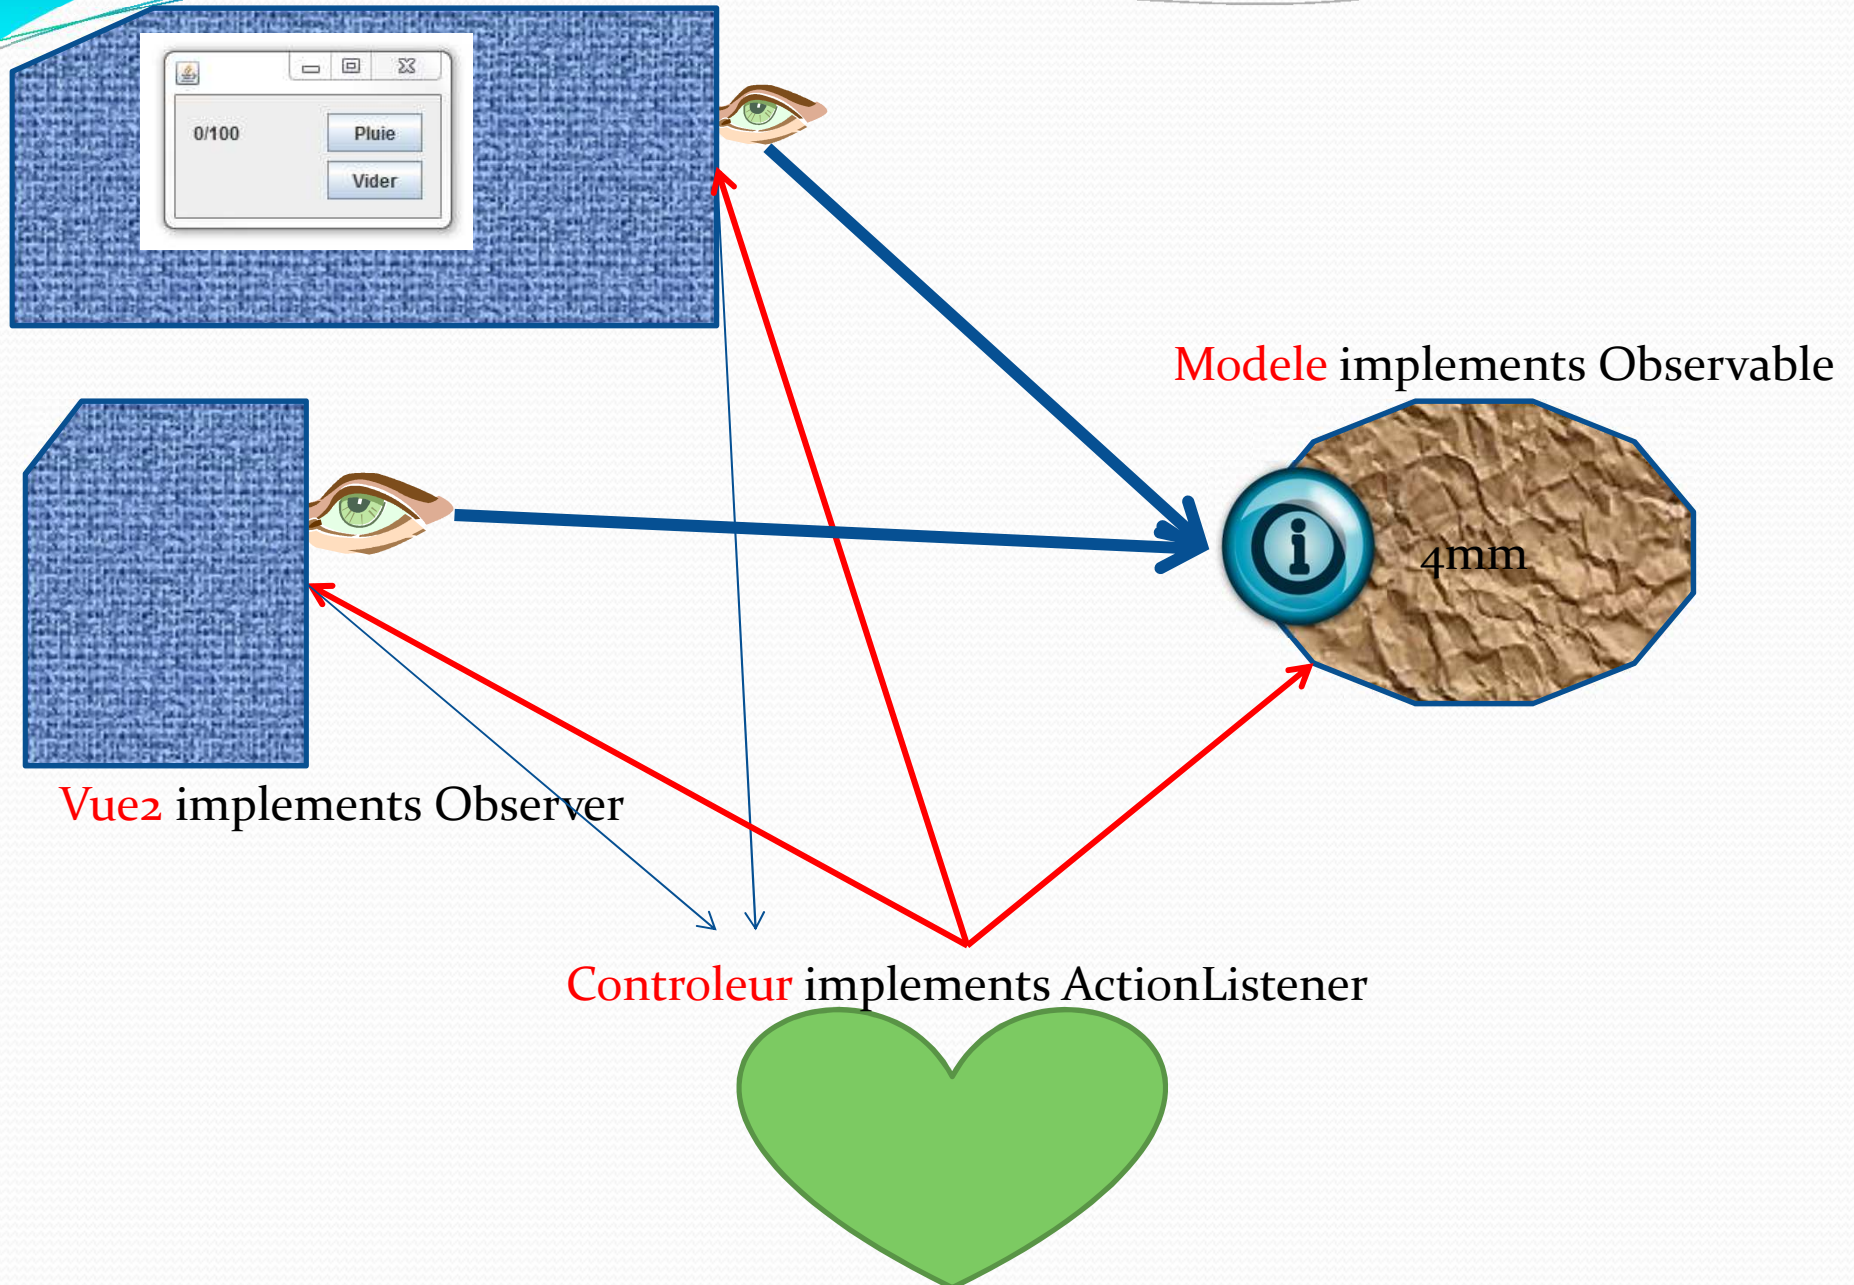 0/100
Pluie
Vider
Modele implements Observable
4mm
Vue2 implements Observer
Controleur implements ActionListener